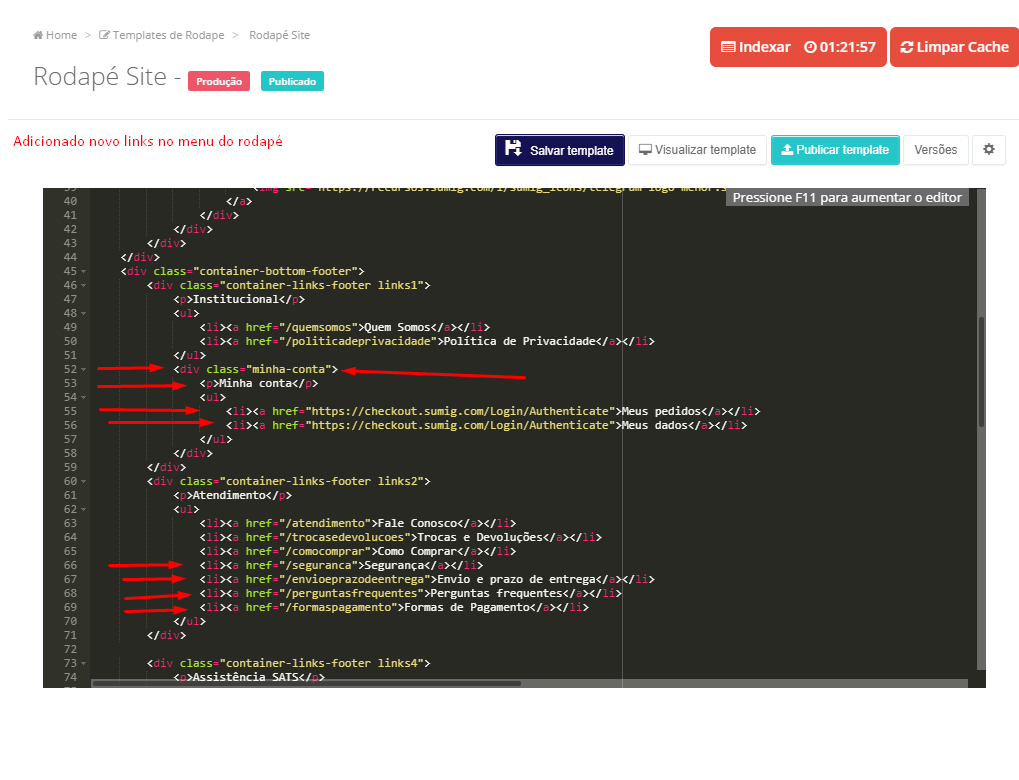 Home > Templates de Rodape > Rodapé Site
Indexar 01:21:57 Limpar Cache
Rodapé Site - Produção Publicado
Adicionado novo links no menu do rodapé
Salvar template Visualizar template Publicar template Versões
Pressione F11 para aumentar o editor
39 <img src="https://recursos.sumig.com/i/sumig_icons/telegram-logo-menor.
40 </a>
41 </div>
42 </div>
43 </div>
44 </div>
45 <div class="container-bottom-footer">
46 <div class="container-links-footer links1">
47 <p>Institucional</p>
48 <ul>
49 <li><a href="/quemsomos">Quem Somos</a></li>
50 <li><a href="/politicadeprivacidade">Política de Privacidade</a></li>
51 </ul>
52 <div class="minha-conta">
53 <p>Minha conta</p>
54 <ul>
55 <li><a href="https://checkout.sumig.com/Login/Authenticate">Meus pedidos</a></li>
56 <li><a href="https://checkout.sumig.com/Login/Authenticate">Meus dados</a></li>
57 </ul>
58 </div>
59 </div>
60 <div class="container-links-footer links2">
61 <p>Atendimento</p>
62 <ul>
63 <li><a href="/atendimento">Fale Conosco</a></li>
64 <li><a href="/trocasedevolucoes">Trocas e Devoluções</a></li>
65 <li><a href="/comocomprar">Como Comprar</a></li>
66 <li><a href="/seguranca">Segurança</a></li>
67 <li><a href="/envioeprazodeentrega">Envio e prazo de entrega</a></li>
68 <li><a href="/perguntasfrequentes">Perguntas frequentes</a></li>
69 <li><a href="/formaspagamento">Formas de Pagamento</a></li>
70 </ul>
71 </div>
72
73 <div class="container-links-footer links4">
74 <p>Assistência SATS</p>